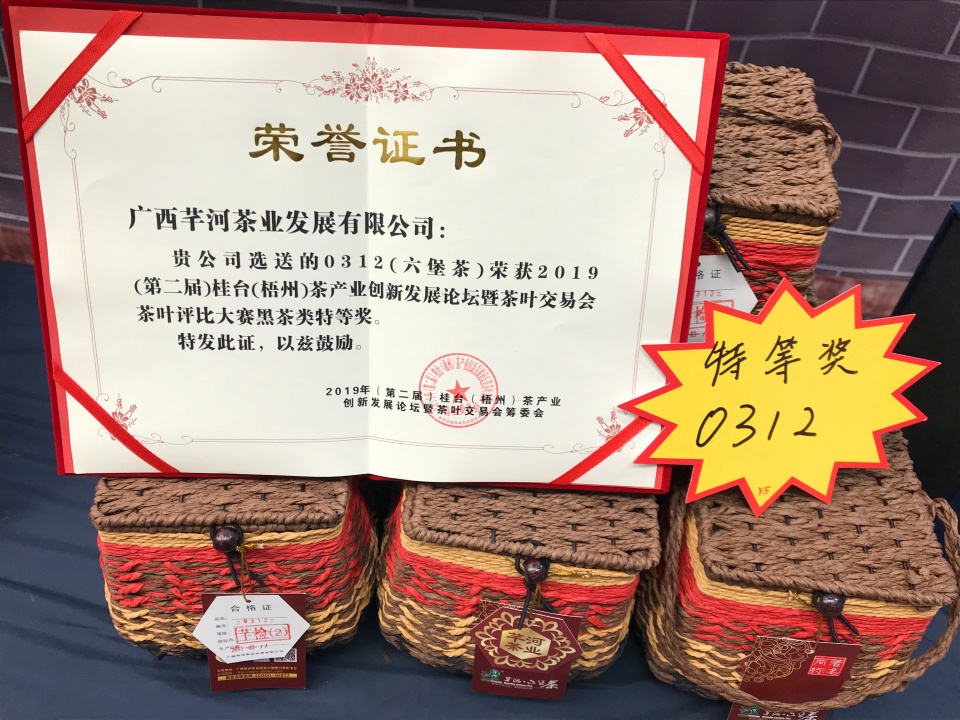 荣誉证书
广西芊河茶业发展有限公司：
贵公司选送的0312(六堡茶)荣获2019
(第二届)桂台(梧州)茶产业创新发展论坛暨茶叶交易会
茶叶评比大赛黑茶类特等奖。
特发此证，以兹鼓励。
2019年（第二届）桂台（梧州）茶产业
创新发展论坛暨茶叶交易会筹委会
特等奖
0312
合格证
0312
芊检(2)
芊河
茶业